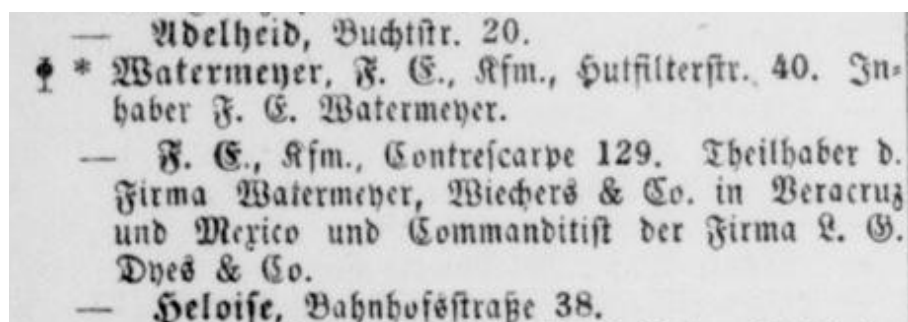 — Adelheid, Buchtstr. 20.
* Watermeyer, F. E., Kfm., Hutfilterstr. 40. In-
haber F. E. Watermeyer.
— F. E., Kfm., Contrescarpe 129. Theilhaber d.
Firma Watermeyer, Wiechers & Co. in Veracruz
und Mexico und Commanditist der Firma L. G.
Dyes & Co.
— Heloise, Bahnhofsstraße 38.